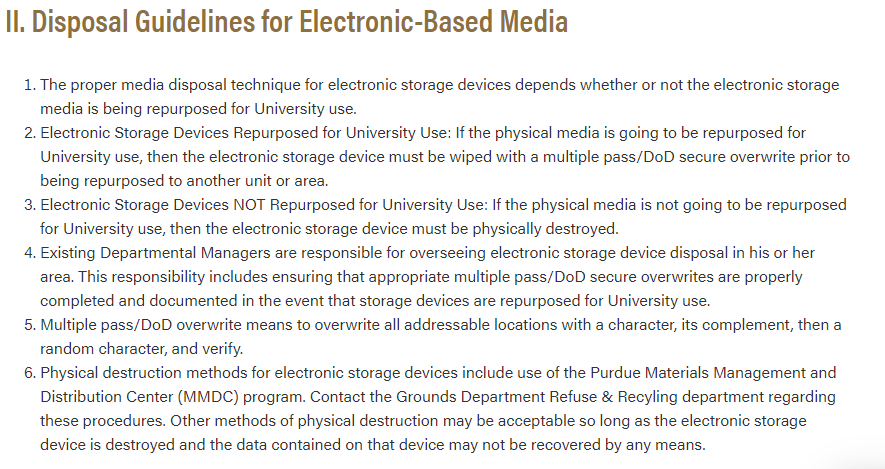 II. Disposal Guidelines for Electronic-Based Media
1. The proper media disposal technique for electronic storage devices depends whether or not the electronic storage
media is being repurposed for University use.
2. Electronic Storage Devices Repurposed for University Use: If the physical media is going to be repurposed for
University use, then the electronic storage device must be wiped with a multiple pass/DoD secure overwrite prior to
being repurposed to another unit or area.
3. Electronic Storage Devices NOT Repurposed for University Use: If the physical media is not going to be repurposed
for University use, then the electronic storage device must be physically destroyed.
4. Existing Departmental Managers are responsible for overseeing electronic storage device disposal in his or her
area. This responsibility includes ensuring that appropriate multiple pass/DoD secure overwrites are properly
completed and documented in the event that storage devices are repurposed for University use.
5. Multiple pass/DoD overwrite means to overwrite all addressable locations with a character, its complement, then a
random character, and verify.
6. Physical destruction methods for electronic storage devices include use of the Purdue Materials Management and
Distribution Center (MMDC) program. Contact the Grounds Department Refuse & Recyling department regarding
these procedures. Other methods of physical destruction may be acceptable so long as the electronic storage
device is destroyed and the data contained on that device may not be recovered by any means.